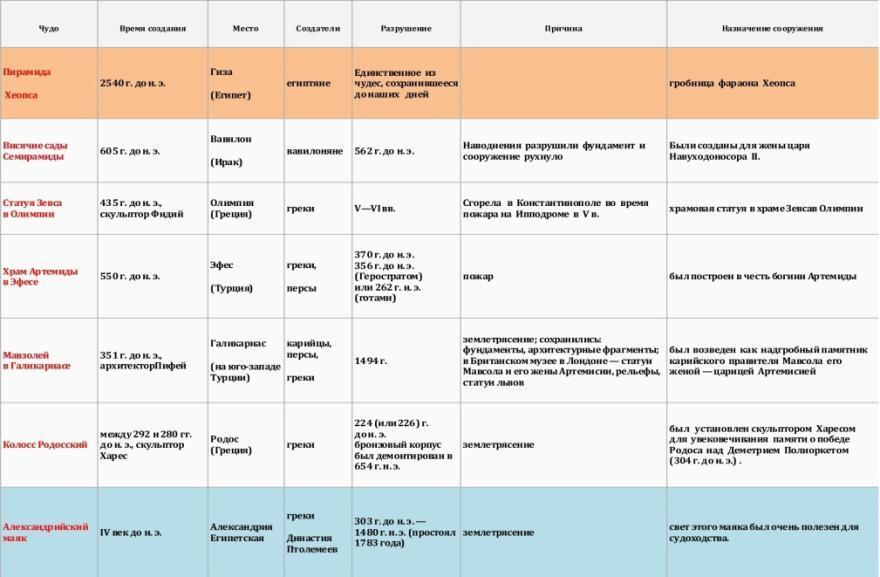 Чудо
Время создания
Место
Создатели
Разрушение
Причина
Назначение сооружения
Пирамида
Хеопса
2540 г. до н. э.
Гиза
(Египет)
египтяне
Единственное из
чудес, сохранившееся
до наших дней
гробница фараона Хеопса
Висячие сады
Семирамиды
605 г. до н. э.
Вавилон
(Ирак)
вавилоняне
562 г. до н. э.
Наводнения разрушили фундамент и
сооружение рухнуло
Были созданы для жены царя
Навуходоносора II.
Статуя Зевса
в Олимпии
435 г. до н. э.,
скульптор Фидий
Олимпия
(Греция)
греки
V—VI вв.
Сгорела в Константинополе во время
пожара на Ипподроме в V в.
храмовая статуя в храме Зевсав Олимпии
Храм Артемиды
в Эфесе
550 г. до н. э.
Эфес
(Турция)
греки,
персы
370 г. до н. э.
356 г. до н. э.
(Геростратом)
или 262 г. н. э.
(готами)
пожар
был построен в честь богини Артемиды
Мавзолей
в Галикарнасе
351 г. до н. э.,
архитекторПифей
Галикарнас
(на юго-западе
Турции)
карийцы,
персы,
греки
1494 г.
землетрясение; сохранились:
фундаменты, архитектурные фрагменты;
в Британском музее в Лондоне — статуи
Мавсола и его жены Артемисии, рельефы,
статуи львов
был возведен как надгробный памятник
карийского правителя Мавсола его
женой — царицей Артемисией
Колосс Родосский
между 292 и 280 гг.
до н. э., скульптор
Харес
Родос
(Греция)
греки
224 (или 226) г.
до н. э.
бронзовый корпус
был демонтирован в
654 г. н. э.
землетрясение
был установлен скульптором Харесом
для увековечивания памяти о победе
Родоса над Деметрием Полиоркетом
(304 г. до н. э.) .
Александрийский
маяк
IV век до н. э.
Александрия
Египетская
греки
Династия
Птолемеев
303 г. до н. э. —
1480 г. н. э. (простоял
1783 года)
землетрясение
свет этого маяка был очень полезен для
судоходства.